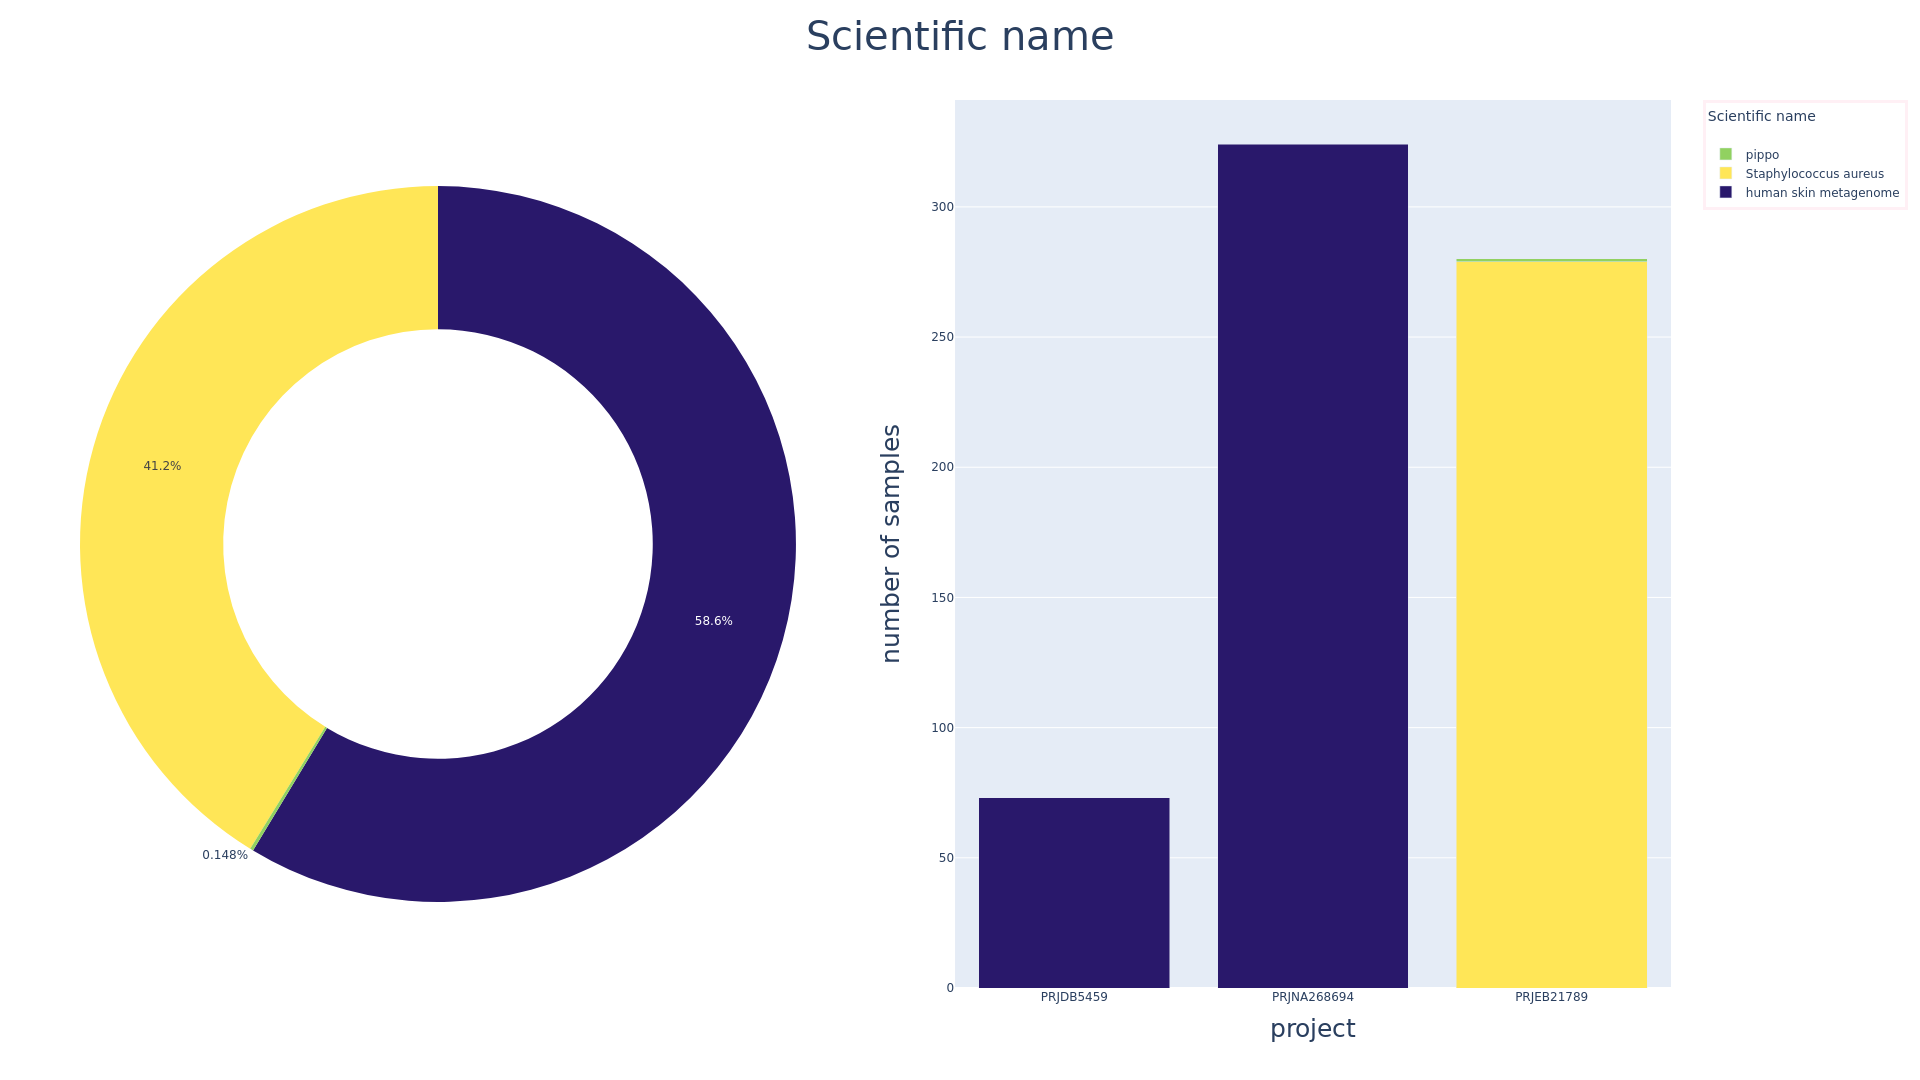 Scientific name
41.2%
58.6%
0.148%
number of samples
300
250
200
150
100
50
0
PRJDB5459
PRJNA268694
PRJEB21789
project
Scientific name
pippo
Staphylococcus aureus
human skin metagenome